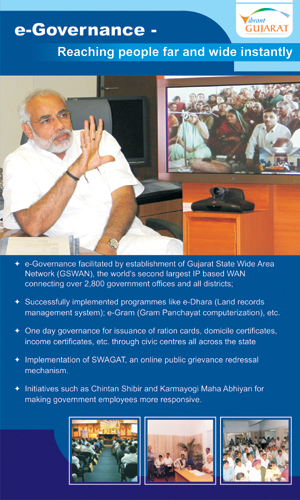 Vibrant
GUJARAT
e-Governance -
Reaching people far and wide instantly
e-Governance facilitated by establishment of Gujarat State Wide Area
Network (GSWAN), the world's second largest IP based WAN
connecting over 2,800 government offices and all districts;
Successfully implemented programmes like e-Dhara (Land records
management system); e-Gram (Gram Panchayat computerization), etc.
One day governance for issuance of ration cards, domicile certificates,
income certificates, etc. through civic centres all across the state
Implementation of SWAGAT, an online public grievance redressal
mechanism.
Initiatives such as Chintan Shibir and Karmayogi Maha Abhiyan for
making government employees more responsive.